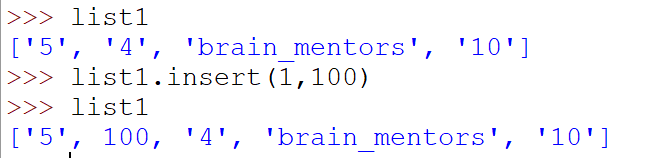 >>> list1
['5', '4', 'brain_mentors', '10']
>>> list1.insert(1,100)
>>> list1
['5', 100, '4', 'brain_mentors', '10']